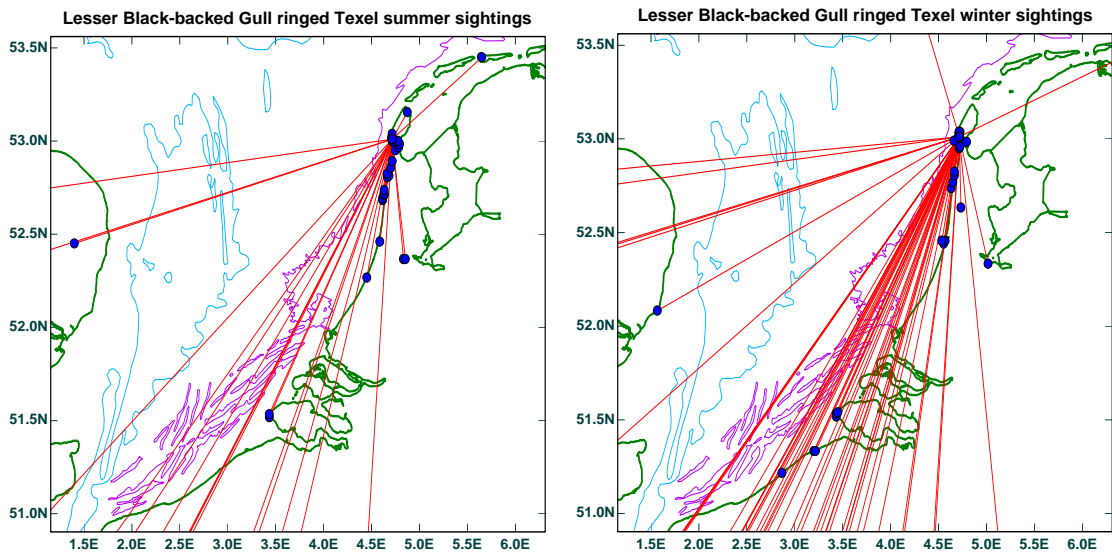 Lesser Black-backed Gull ringed Texel summer sightings
53.5N
53.0N
52.5N
52.0N
51.5N
51.0N
1.5E 2.0E 2.5E 3.0E 3.5E 4.0E 4.5E 5.0E 5.5E 6.0E
Lesser Black-backed Gull ringed Texel winter sightings
53.5N
53.0N
52.5N
52.0N
51.5N
51.0N
1.5E 2.0E 2.5E 3.0E 3.5E 4.0E 4.5E 5.0E 5.5E 6.0E